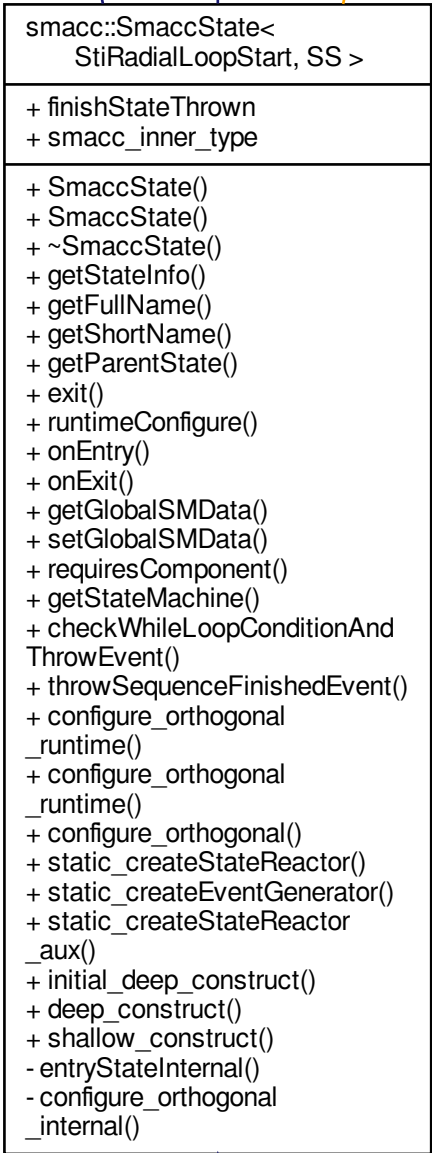 smacc::SmaccState<
StiRadialLoopStart, SS >
+ finishStateThrown
+ smacc_inner_type
+ SmaccState()
+ SmaccState()
+ ~SmaccState()
+ getStateInfo()
+ getFullName()
+ getShortName()
+ getParentState()
+ exit()
+ runtimeConfigure()
+ onEntry()
+ onExit()
+ getGlobalSMData()
+ setGlobalSMData()
+ requiresComponent()
+ getStateMachine()
+ checkWhileLoopConditionAnd
ThrowEvent()
+ throwSequenceFinishedEvent()
+ configure_orthogonal
_runtime()
+ configure_orthogonal
_runtime()
+ configure_orthogonal()
+ static_createStateReactor()
+ static_createEventGenerator()
+ static_createStateReactor
_aux()
+ initial_deep_construct()
+ deep_construct()
+ shallow_construct()
- entryStateInternal()
- configure_orthogonal
_internal()